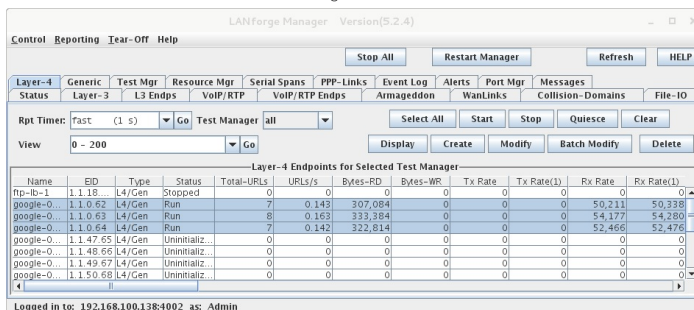 LANforge Manager Version(5.2.4)
Control Reporting Tear-Off Help
Stop All Restart Manager Refresh HELP
Layer-4 Generic Test Mgr Resource Mgr Serial Spans PPP-Links Event Log Alerts Port Mgr Messages
Status Layer-3 L3 Endps VoIP/RTP VoIP/RTP Endps Armageddon WanLinks Collision-Domains File-IO
Rpt Timer: fast (1 s) Go Test Manager all Select All Start Stop Quiesce Clear
View 0 - 200 Go Display Create Modify Batch Modify Delete
Layer-4 Endpoints for Selected Test Manager
Name EID Type Status Total-URLs URLs/s Bytes-RD Bytes-WR Tx Rate Tx Rate(1) Rx Rate Rx Rate(1)
ftp-lb-1 1.1.18.... L4/Gen Stopped 0 0 0 0 0 0 0 0
google-0... 1.1.0.62 L4/Gen Run 7 0.143 307,084 0 0 0 50,211 50,338
google-0... 1.1.0.63 L4/Gen Run 8 0.163 333,384 0 0 0 54,177 54,280
google-0... 1.1.0.64 L4/Gen Run 7 0.142 322,814 0 0 0 52,466 52,476
google-0... 1.1.47.65 L4/Gen Uninitializ... 0 0 0 0 0 0 0 0
google-0... 1.1.48.66 L4/Gen Uninitializ... 0 0 0 0 0 0 0 0
google-0... 1.1.49.67 L4/Gen Uninitializ... 0 0 0 0 0 0 0 0
google-0... 1.1.50.68 L4/Gen Uninitializ... 0 0 0 0 0 0 0 0
Logged in to: 192.168.100.138:4002 as: Admin